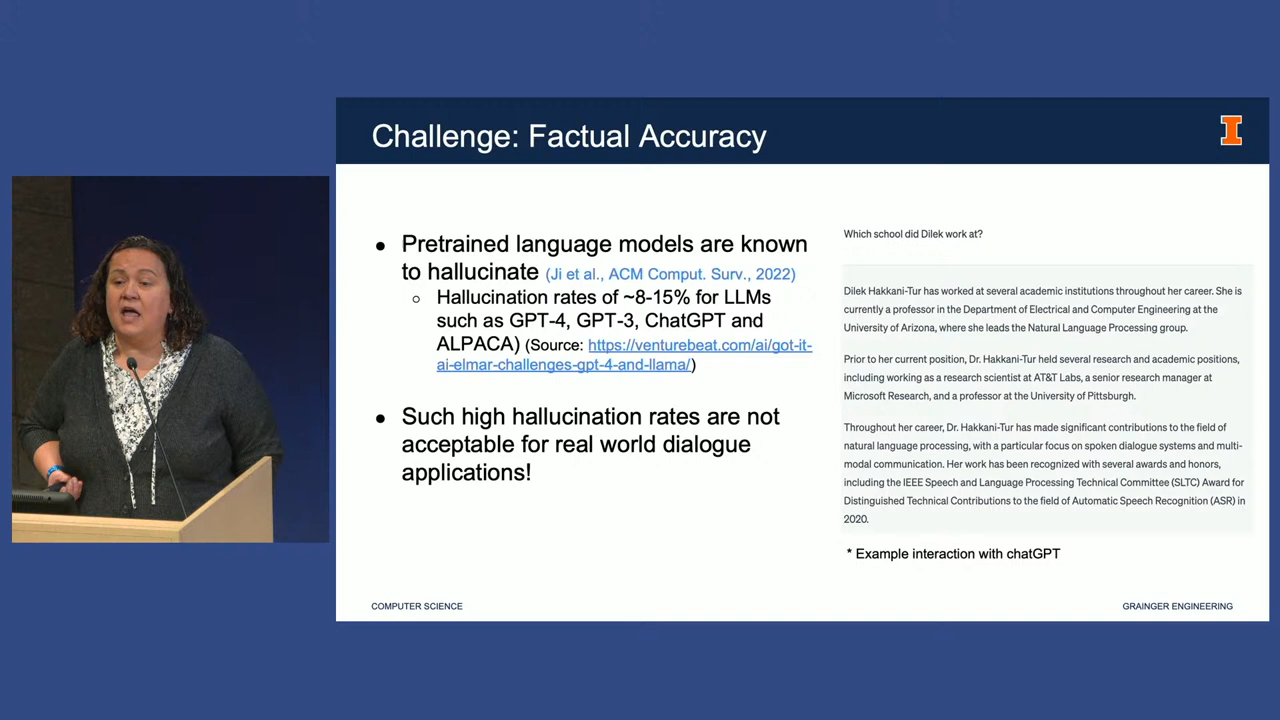 Challenge: Factual Accuracy
● Pretrained language models are known
to hallucinate (Ji et al., ACM Comput. Surv., 2022)
○ Hallucination rates of ~8-15% for LLMs
such as GPT-4, GPT-3, ChatGPT and
ALPACA) (Source: https://venturebeat.com/ai/got-it-
ai-elmar-challenges-gpt-4-and-llama/)
● Such high hallucination rates are not
acceptable for real world dialogue
applications!
Which school did Dilek work at?
Dilek Hakkani-Tur has worked at several academic institutions throughout her career. She is
currently a professor in the Department of Electrical and Computer Engineering at the
University of Arizona, where she leads the Natural Language Processing group.
Prior to her current position, Dr. Hakkani-Tur held several research and academic positions,
including working as a research scientist at AT&T Labs, a senior research manager at
Microsoft Research, and a professor at the University of Pittsburgh.
Throughout her career, Dr. Hakkani-Tur has made significant contributions to the field of
natural language processing, with a particular focus on spoken dialogue systems and multi-
modal communication. Her work has been recognized with several awards and honors,
including the IEEE Speech and Language Processing Technical Committee (SLTC) Award for
Distinguished Technical Contributions to the field of Automatic Speech Recognition (ASR) in
2020.
* Example interaction with chatGPT
COMPUTER SCIENCE
GRAINGER ENGINEERING